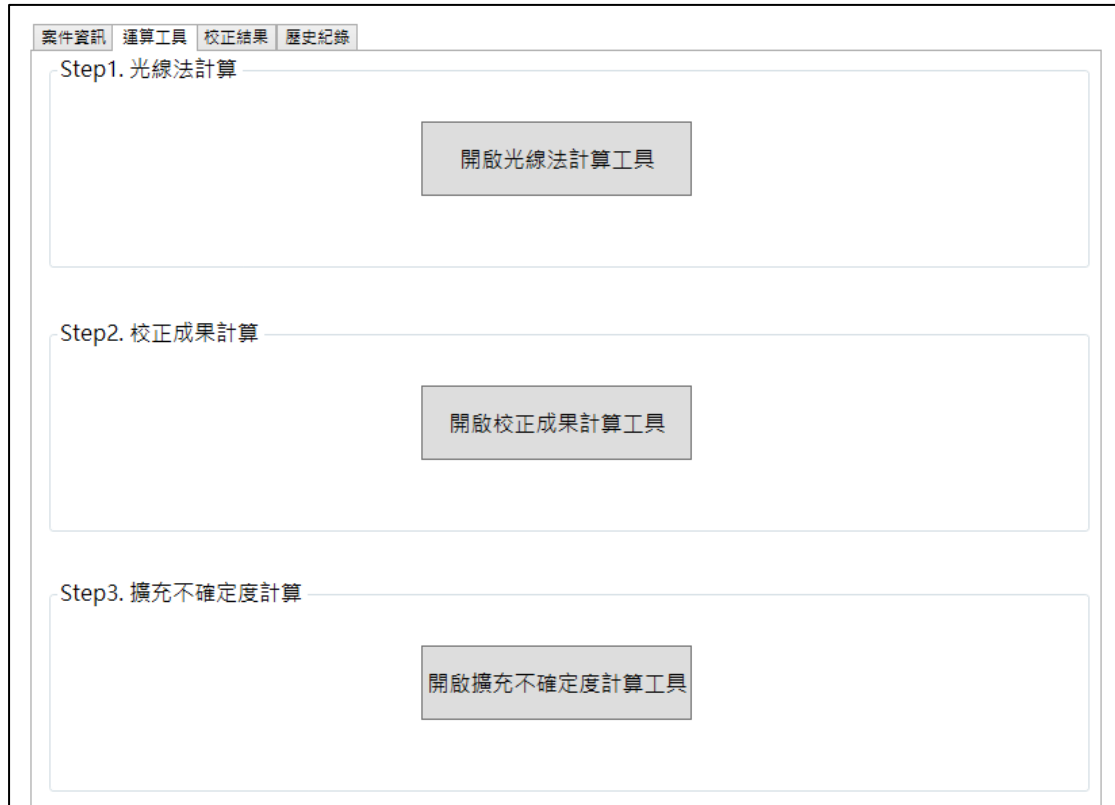 案件資訊 運算工具 校正結果 歷史紀錄
Step1. 光線法計算
開啟光線法計算工具
Step2. 校正成果計算
開啟校正成果計算工具
Step3. 擴充不確定度計算
開啟擴充不確定度計算工具